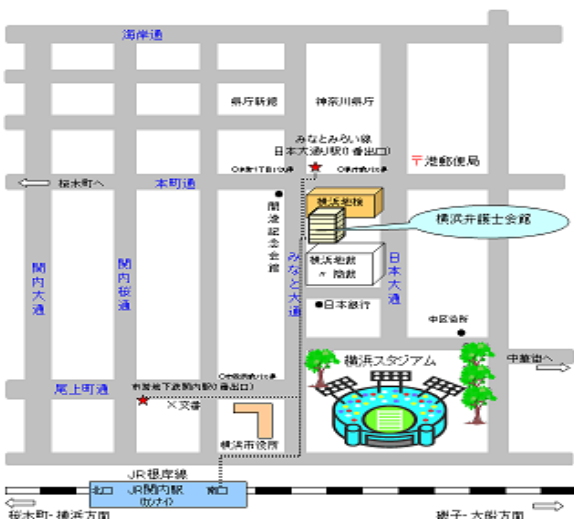 海岸通
県庁新館
神奈川県庁
みなとみらい線
日本大通り駅(1番出口)
〒港郵便局
桜木町へ
本町通
開港記念会館
横浜地検
横浜弁護士会館
関内大通
関内桜通
みなと大通
横浜地裁
〃 簡裁
日本大通
●日本銀行
中区役所
横浜スタジアム
中華街へ
尾上町通
市営地下鉄関内駅(1番出口)
×交番
横浜市役所
JR根岸線
北口
JR関内駅
(カンナイ)
南口
桜木町-横浜方面
磯子-大船方面